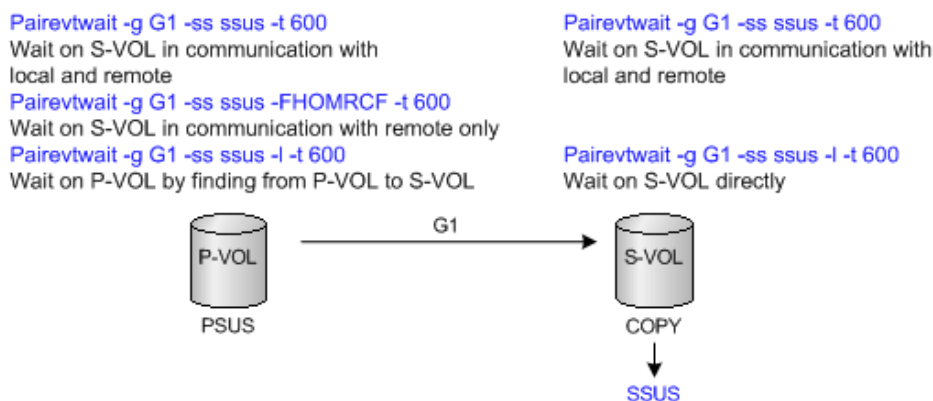 Pairevtwait -g G1 -ss ssus -t 600
Wait on S-VOL in communication with
local and remote
Pairevtwait -g G1 -ss ssus -FHOMRCF -t 600
Wait on S-VOL in communication with remote only
Pairevtwait -g G1 -ss ssus -l -t 600
Wait on P-VOL by finding from P-VOL to S-VOL
Pairevtwait -g G1 -ss ssus -t 600
Wait on S-VOL in communication with
local and remote
Pairevtwait -g G1 -ss ssus -l -t 600
Wait on S-VOL directly
G1
P-VOL
S-VOL
PSUS
COPY
SSUS